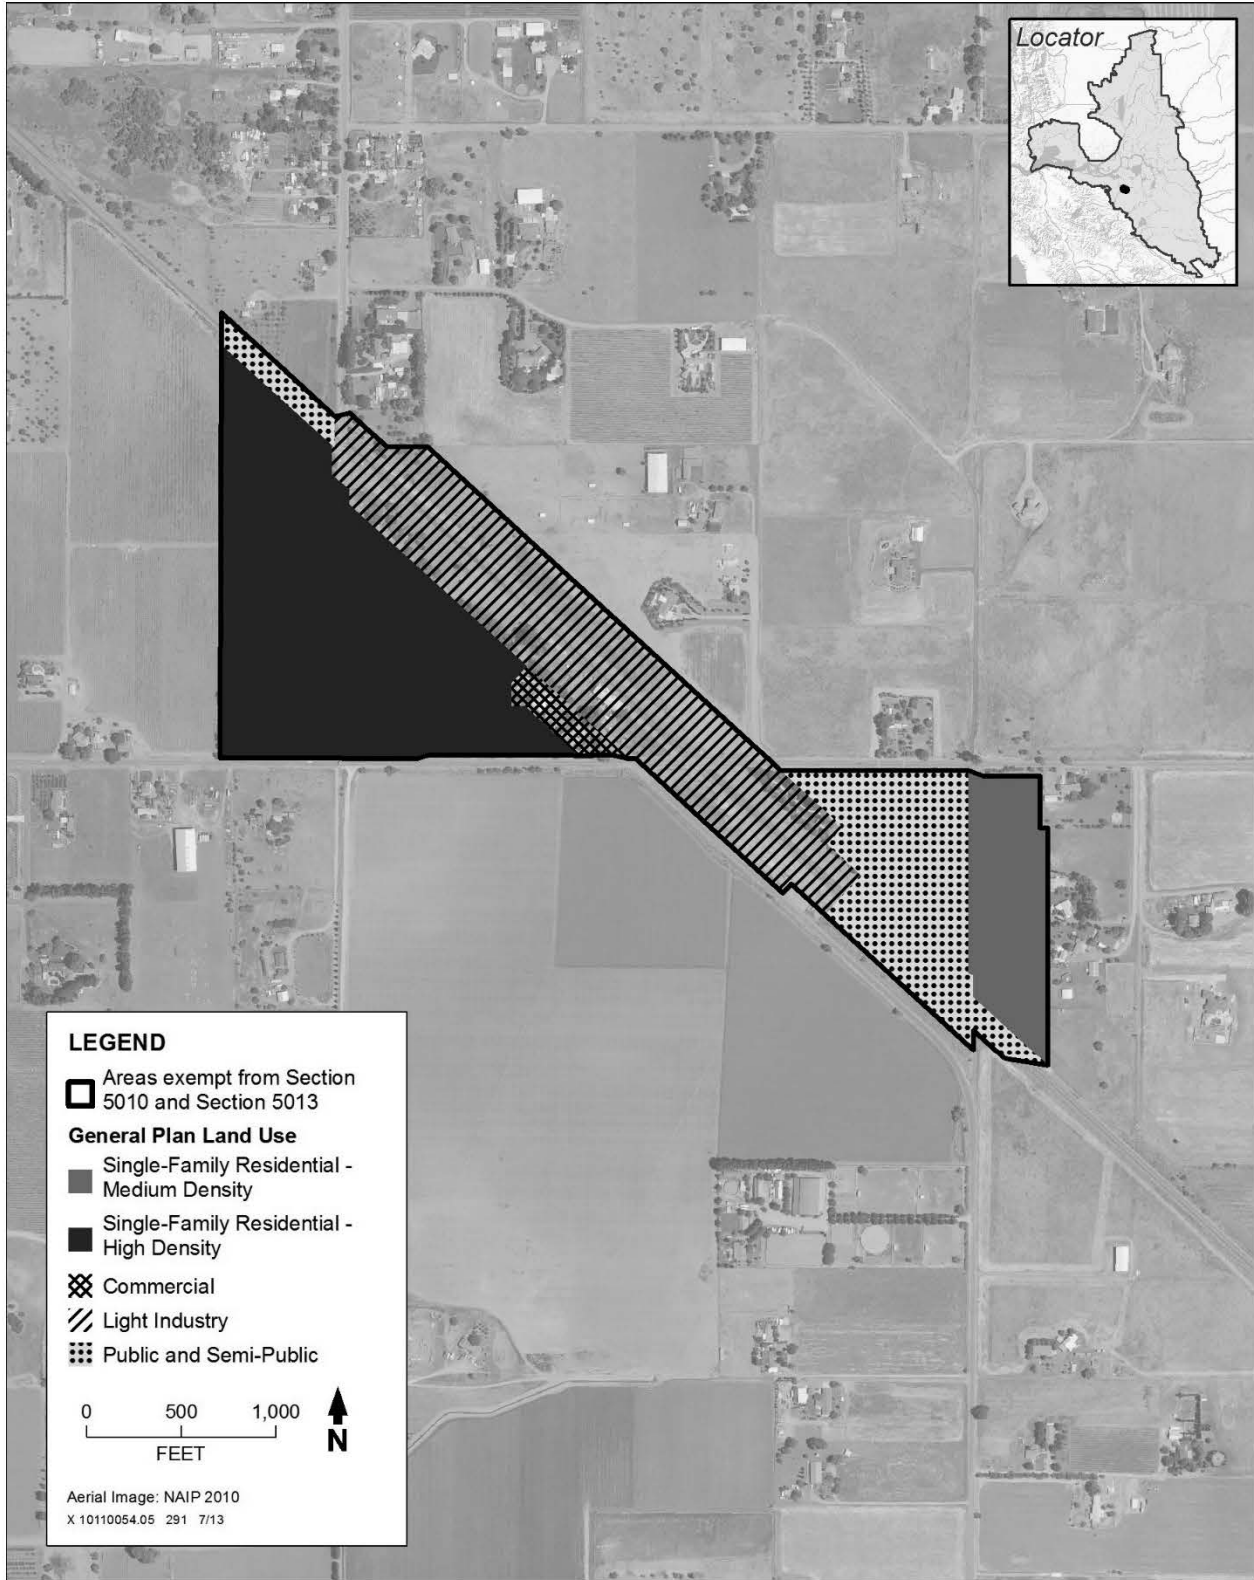 Locator
LEGEND
Areas exempt from Section
5010 and Section 5013
General Plan Land Use
Single-Family Residential -
Medium Density
Single-Family Residential -
High Density
Commercial
Light Industry
Public and Semi-Public
0 500 1,000
FEET
N
Aerial Image: NAIP 2010
X 10110054.05 291 7/13